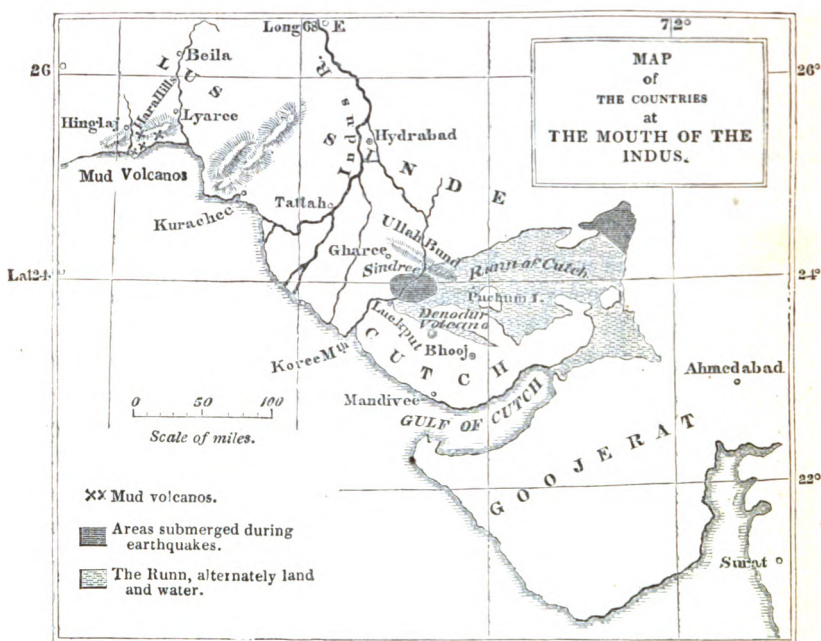 Long 68 E
72°
Beila
26
26°
MAP
of
THE COUNTRIES
at
THE MOUTH OF THE
INDUS.
LUS
Hara Hills
Lyaree
Hinglaj
Mud Volcanos
R. Indus
Hydrabad
SINDE
Kurachee
Tattah
Ullah Bund
Gharee
Sindree
Runn of Cutch
Lat 24
24°
Puchum I.
Luckput
Denodur
Volcano
Bhooj
Koree Mth
CUTCH
Ahmedabad
Mandivee
GULF OF CUTCH
0 50 100
Scale of miles.
GOOJERAT
22°
Mud volcanos.
Areas submerged during
earthquakes.
The Runn, alternately land
and water.
Surat